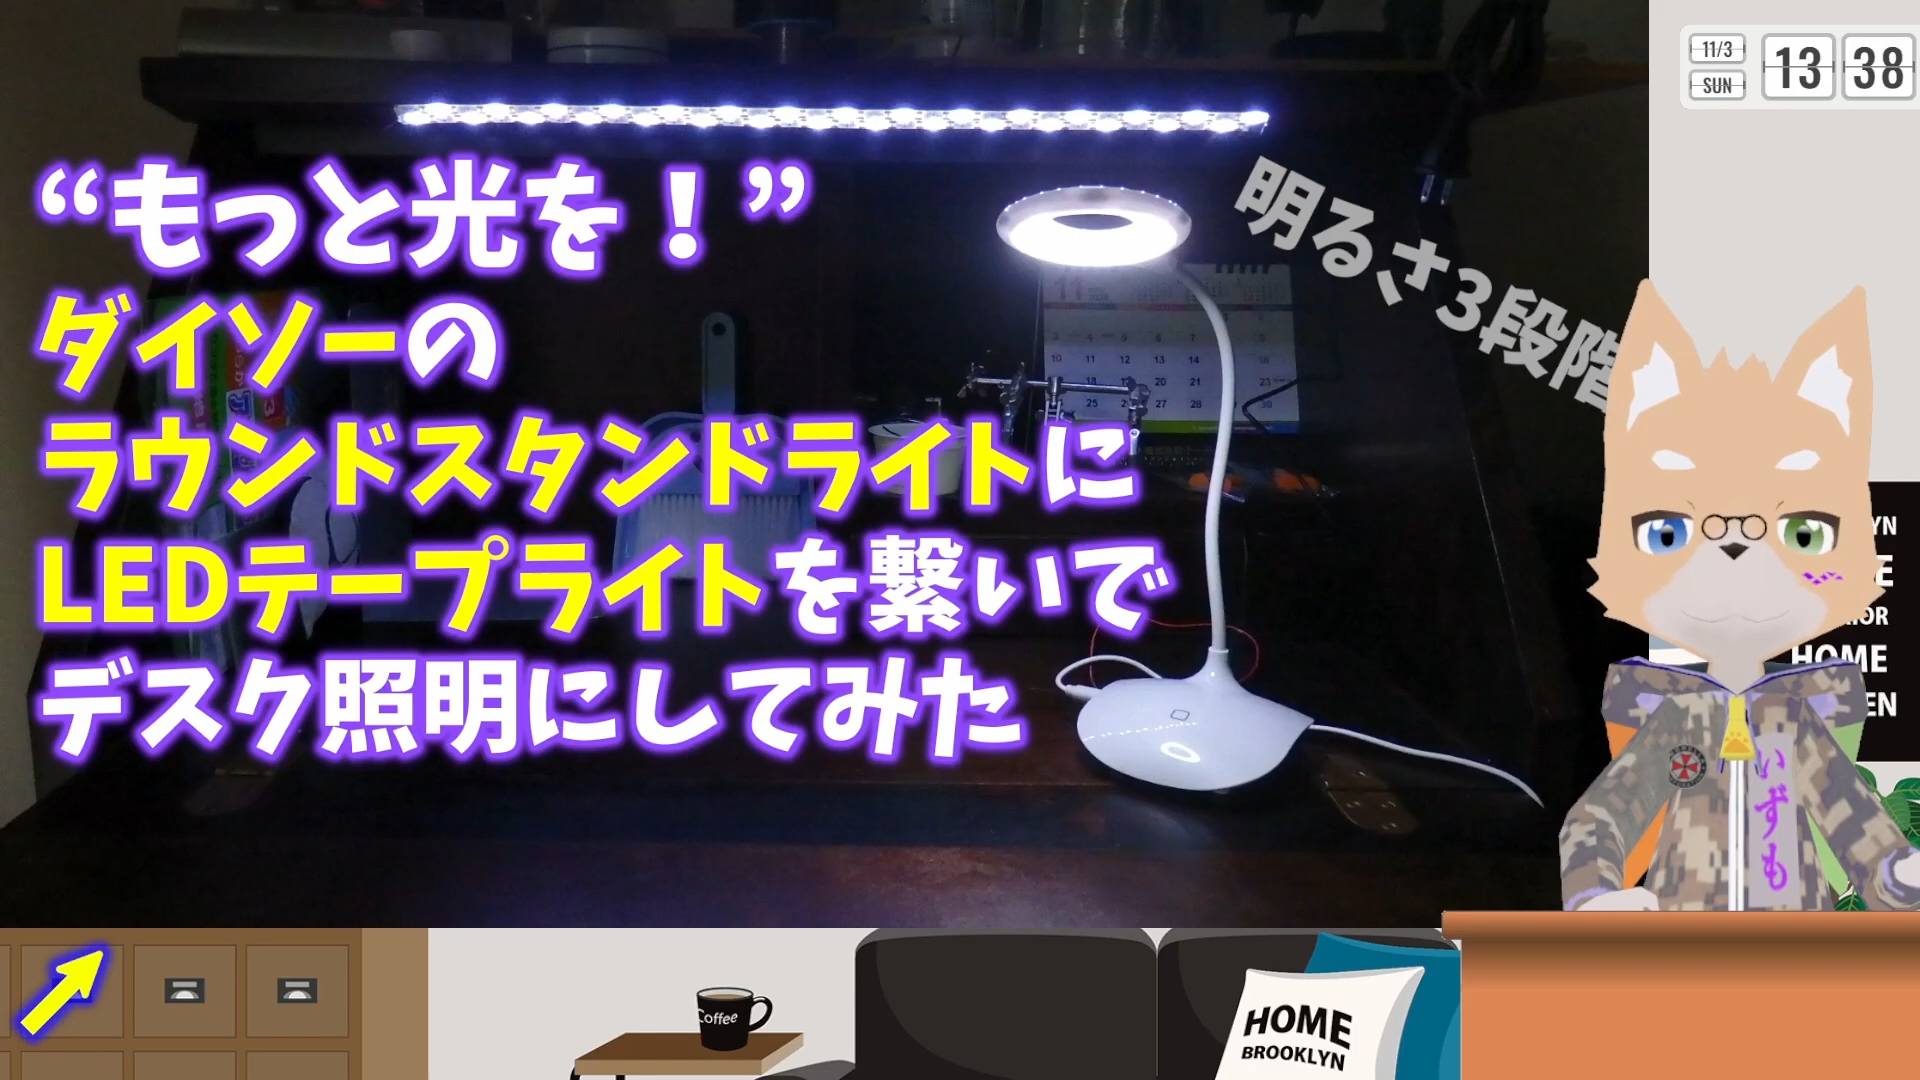 11/3
SUN
13 38
“もっと光を！”
ダイソーの
ラウンドスタンドライトに
LEDテープライトを繋いで
デスク照明にしてみた
明るさ3段階
いずも
HOME
EN
Coffee
HOME
BROOKLYN